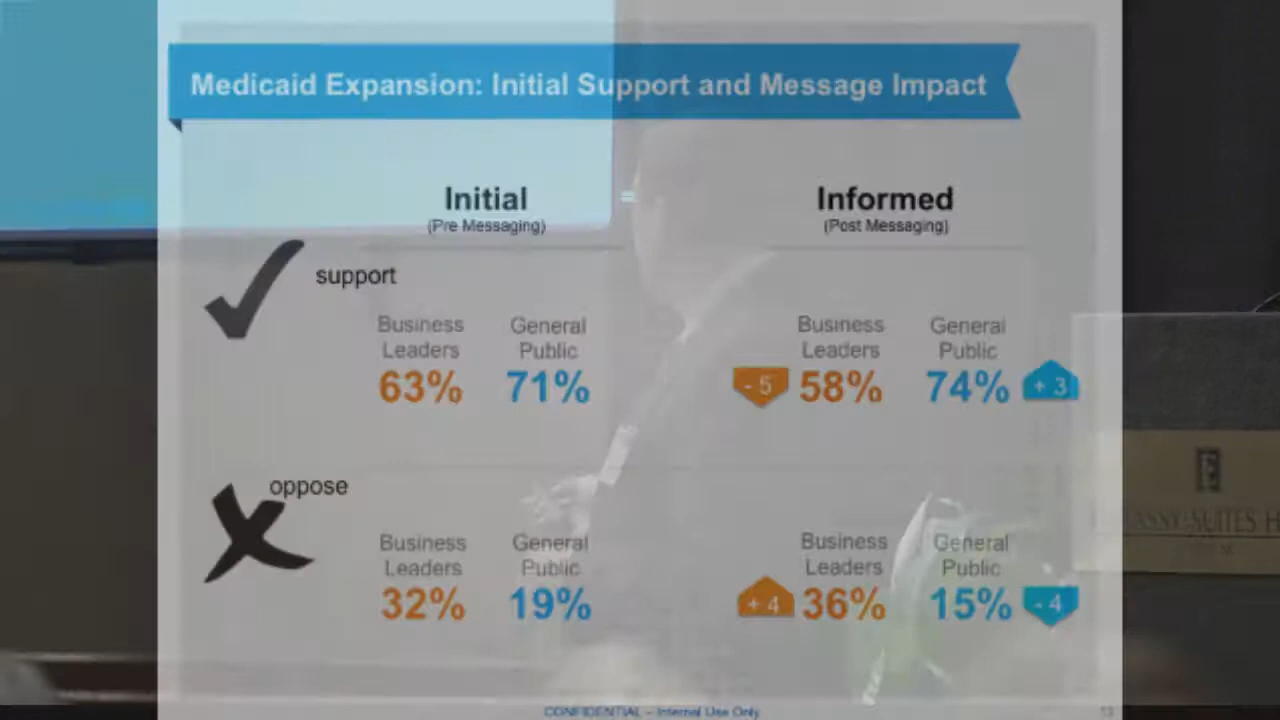 Medicaid Expansion: Initial Support and Message Impact
Initial
(Pre Messaging)
Informed
(Post Messaging)
support
Business
Leaders
63%
General
Public
71%
- 5
Business
Leaders
58%
General
Public
74%
+ 3
oppose
Business
Leaders
32%
General
Public
19%
+ 4
Business
Leaders
36%
General
Public
15%
- 4
E
SUITES
CONFIDENTIAL – Internal Use Only
13